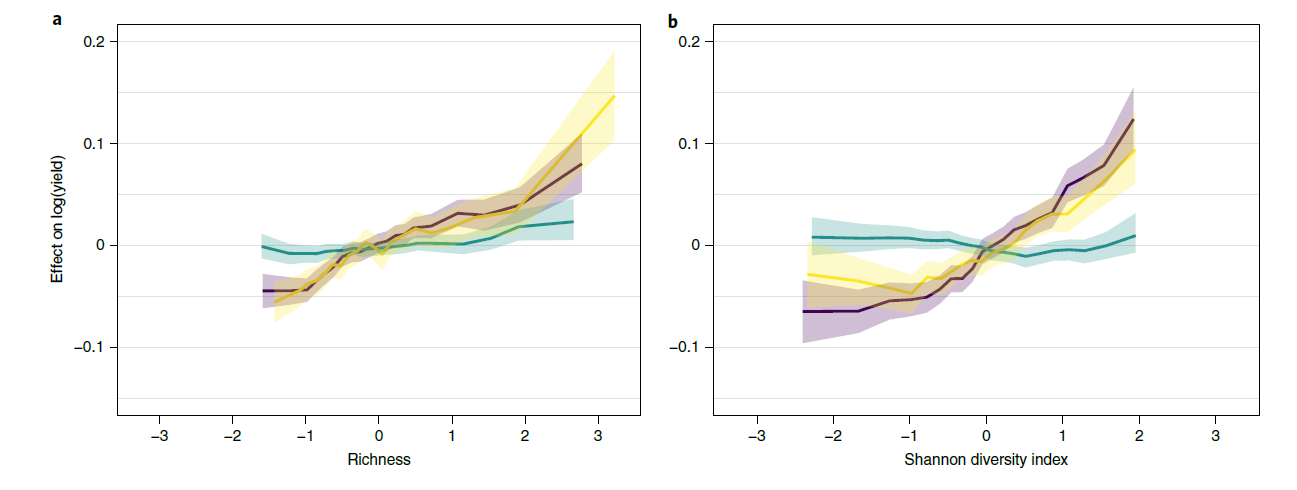 a
0.2
0.1
0
−0.1
Effect on log(yield)
−3 −2 −1 0 1 2 3
Richness
b
0.2
0.1
0
−0.1
−3 −2 −1 0 1 2 3
Shannon diversity index